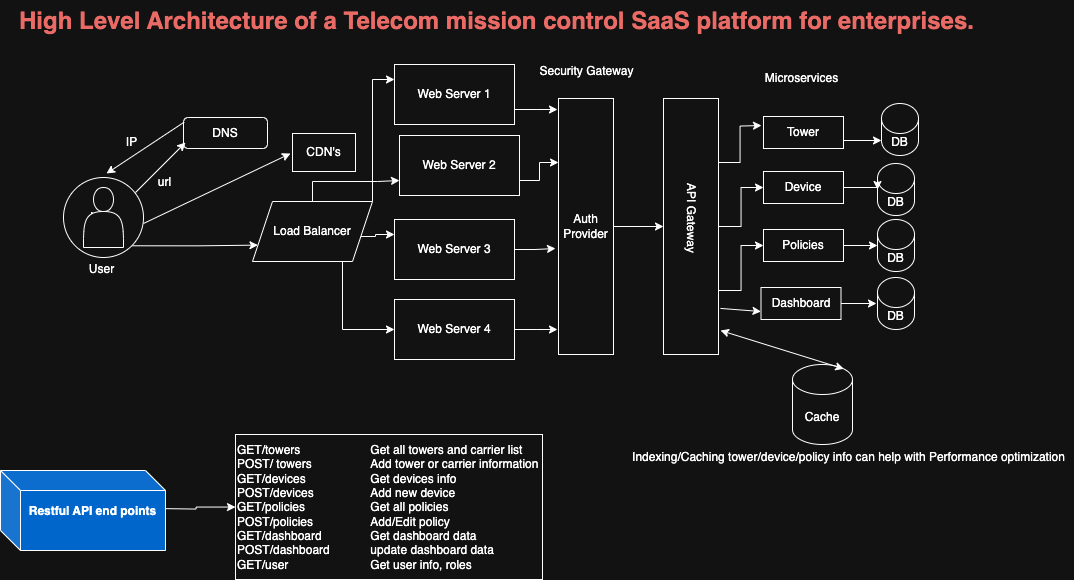 High Level Architecture of a Telecom mission control SaaS platform for enterprises.
Security Gateway
Microservices
Web Server 1
Web Server 2
Web Server 3
Web Server 4
DNS
IP
url
CDN's
User
Load Balancer
Auth
Provider
API Gateway
Tower
DB
Device
DB
Policies
DB
Dashboard
DB
Cache
Indexing/Caching tower/device/policy info can help with Performance optimization
Restful API end points
GET/towers Get all towers and carrier list
POST/ towers Add tower or carrier information
GET/devices Get devices info
POST/devices Add new device
GET/policies Get all policies
POST/policies Add/Edit policy
GET/dashboard Get dashboard data
POST/dashboard update dashboard data
GET/user Get user info, roles